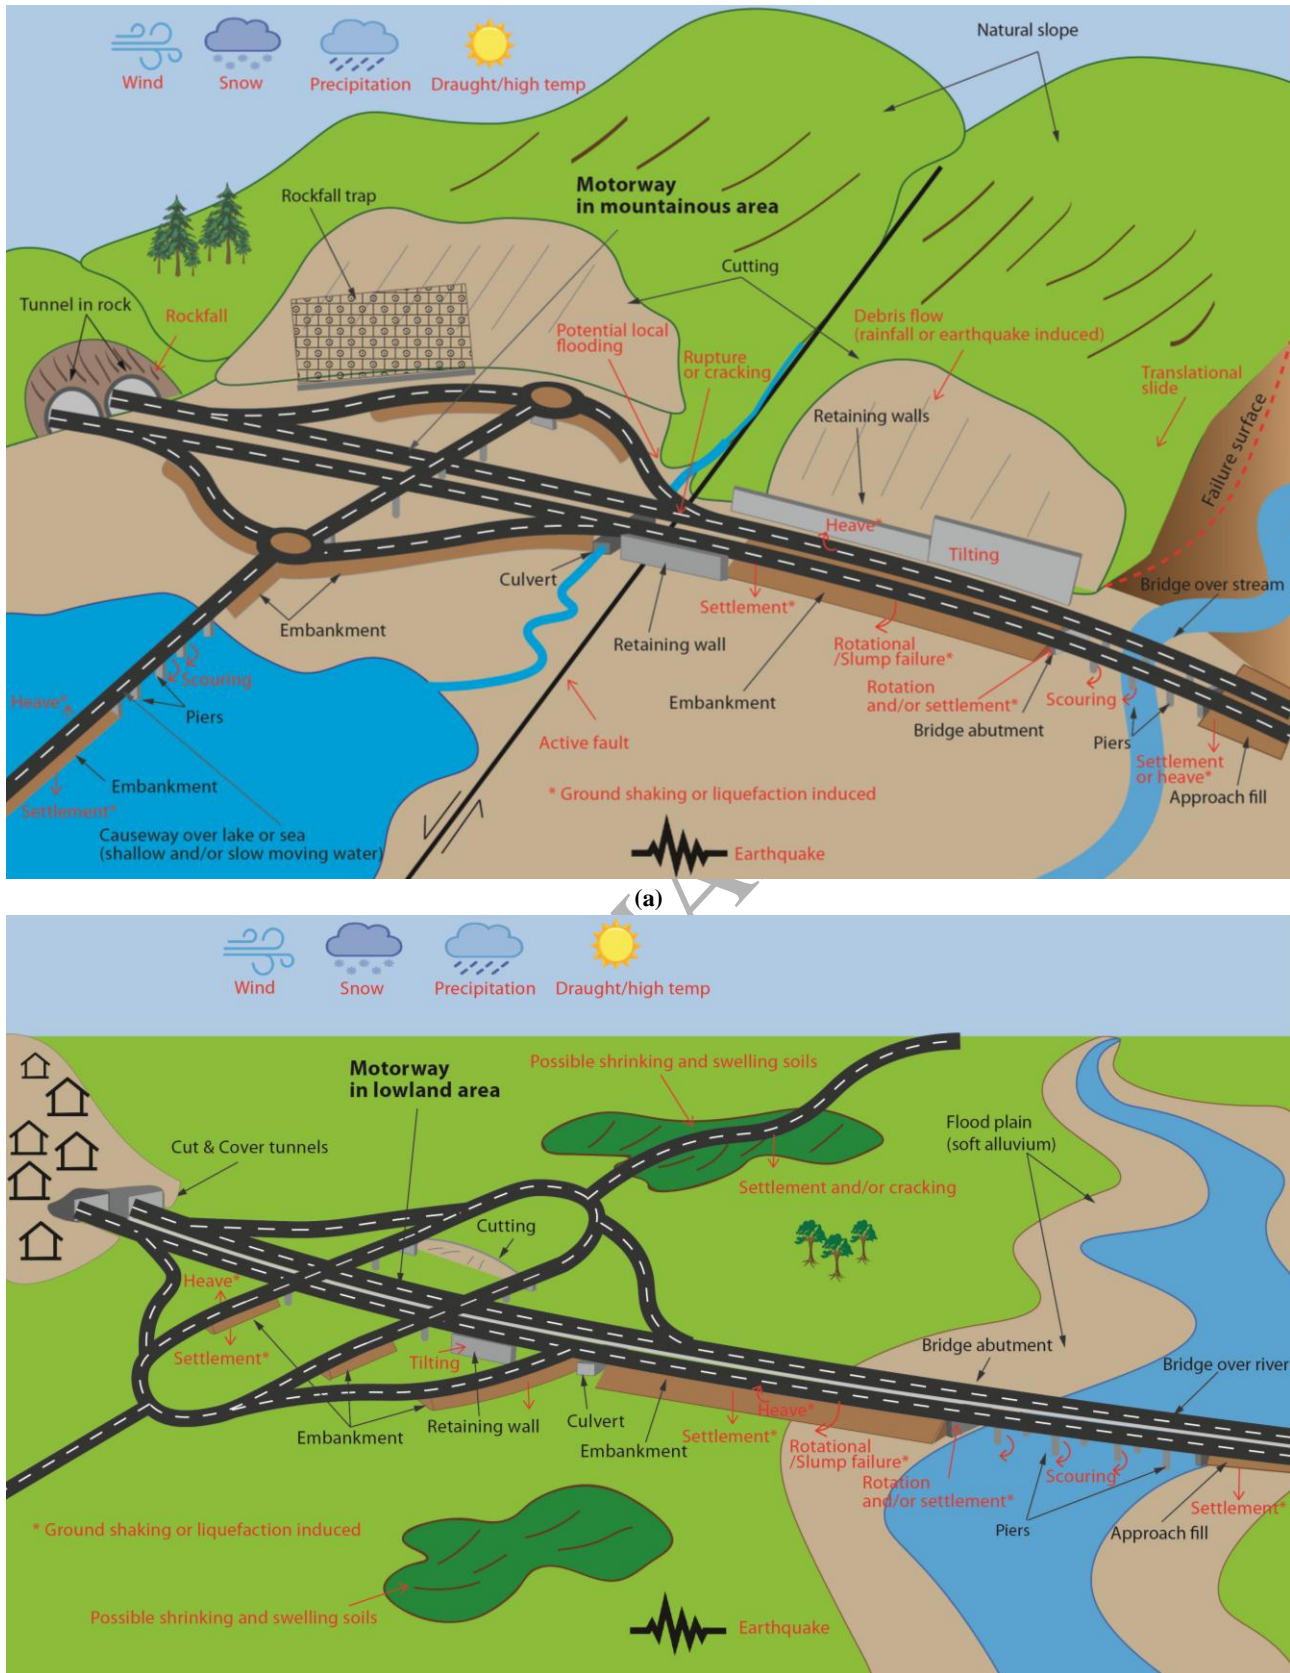 Natural slope
Wind
Snow
Precipitation
Draught/high temp
Rockfall trap
Motorway
in mountainous area
Cutting
Tunnel in rock
Rockfall
Potential local
flooding
Rupture
or cracking
Debris flow
(rainfall or earthquake induced)
Translational
slide
Retaining walls
Failure surface
Heave*
Tilting
Culvert
Bridge over stream
Settlement*
Embankment
Retaining wall
Rotational
/Slump failure*
Embankment
Rotation
and/or settlement*
Scouring
Scouring
Heave*
Piers
Bridge abutment
Piers
Active fault
Settlement
or heave*
Embankment
Settlement*
* Ground shaking or liquefaction induced
Approach fill
Causeway over lake or sea
(shallow and/or slow moving water)
Earthquake
(a)
Wind
Snow
Precipitation
Draught/high temp
Motorway
in lowland area
Possible shrinking and swelling soils
Cut & Cover tunnels
Flood plain
(soft alluvium)
Settlement and/or cracking
Cutting
Heave*
Settlement*
Tilting
Bridge abutment
Bridge over river
Embankment
Retaining wall
Culvert
Embankment
Settlement*
Heave*
Rotational
/Slump failure*
Rotation
and/or settlement*
Scouring
Piers
Settlement*
Approach fill
* Ground shaking or liquefaction induced
Possible shrinking and swelling soils
Earthquake